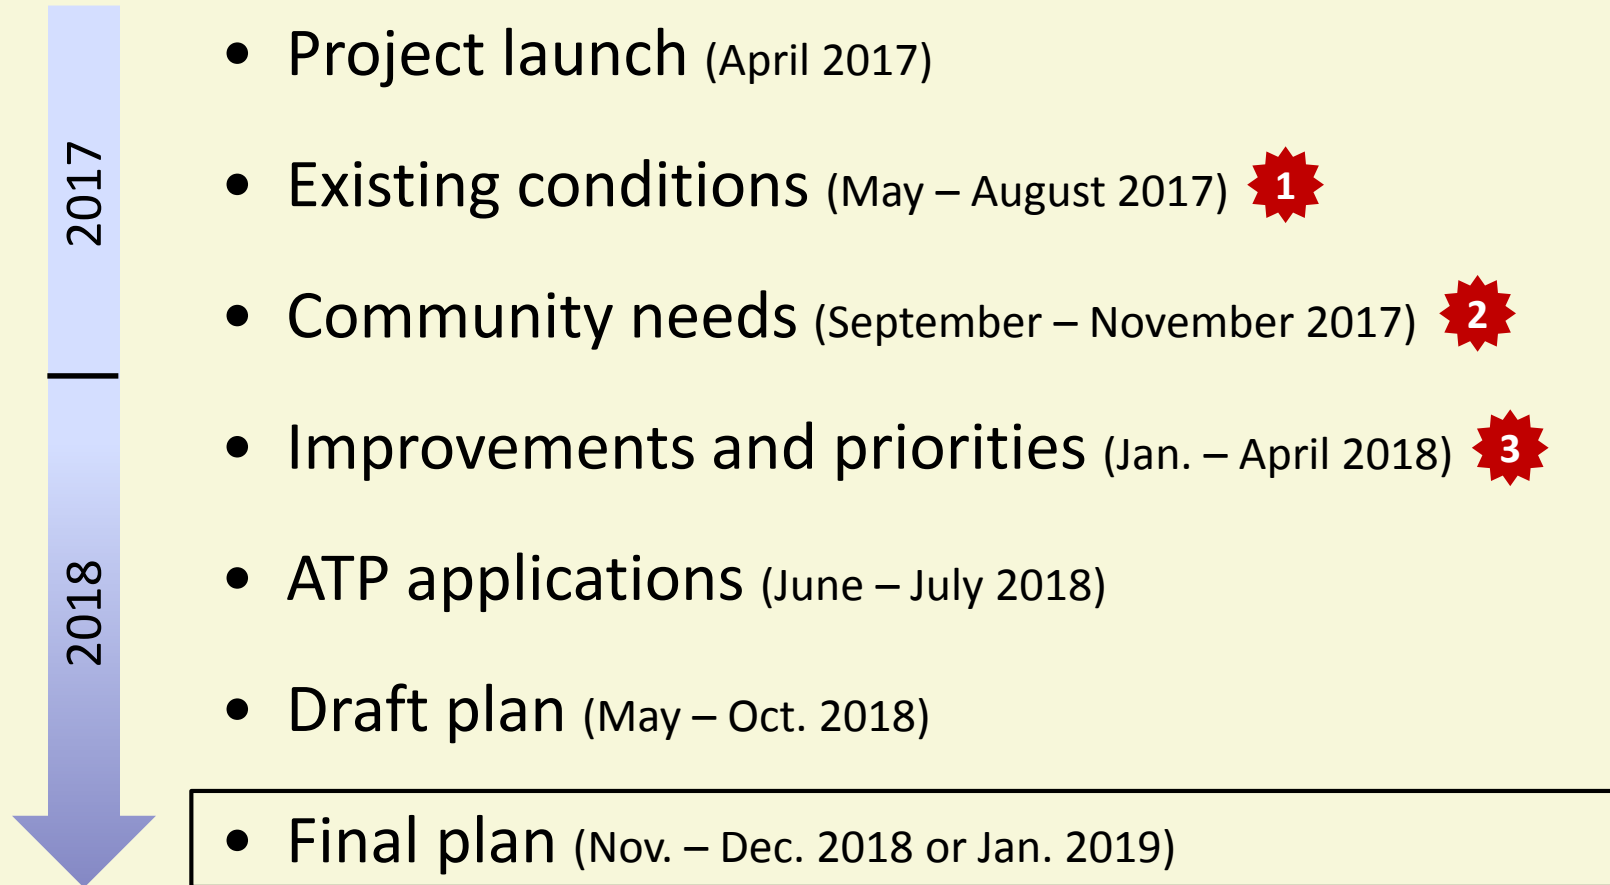 2017
• Project launch (April 2017)
• Existing conditions (May – August 2017) 1
• Community needs (September – November 2017) 2
2018
• Improvements and priorities (Jan. – April 2018) 3
• ATP applications (June – July 2018)
• Draft plan (May – Oct. 2018)
• Final plan (Nov. – Dec. 2018 or Jan. 2019)